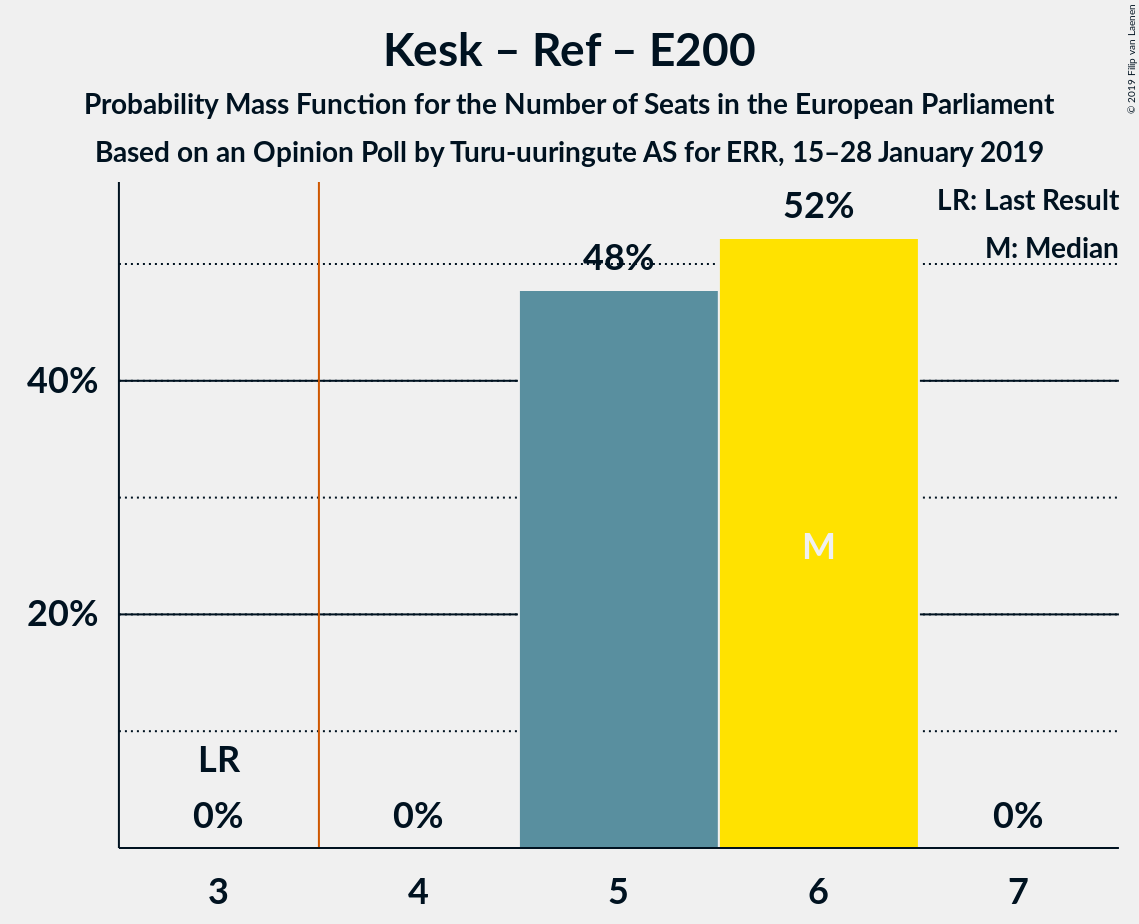 Kesk – Ref – E200
Probability Mass Function for the Number of Seats in the European Parliament
Based on an Opinion Poll by Turu-uuringute AS for ERR, 15–28 January 2019
© 2019 Filip van Laenen
LR: Last Result
M: Median
52%
48%
40%
20%
M
LR
0%
0%
0%
3
4
5
6
7